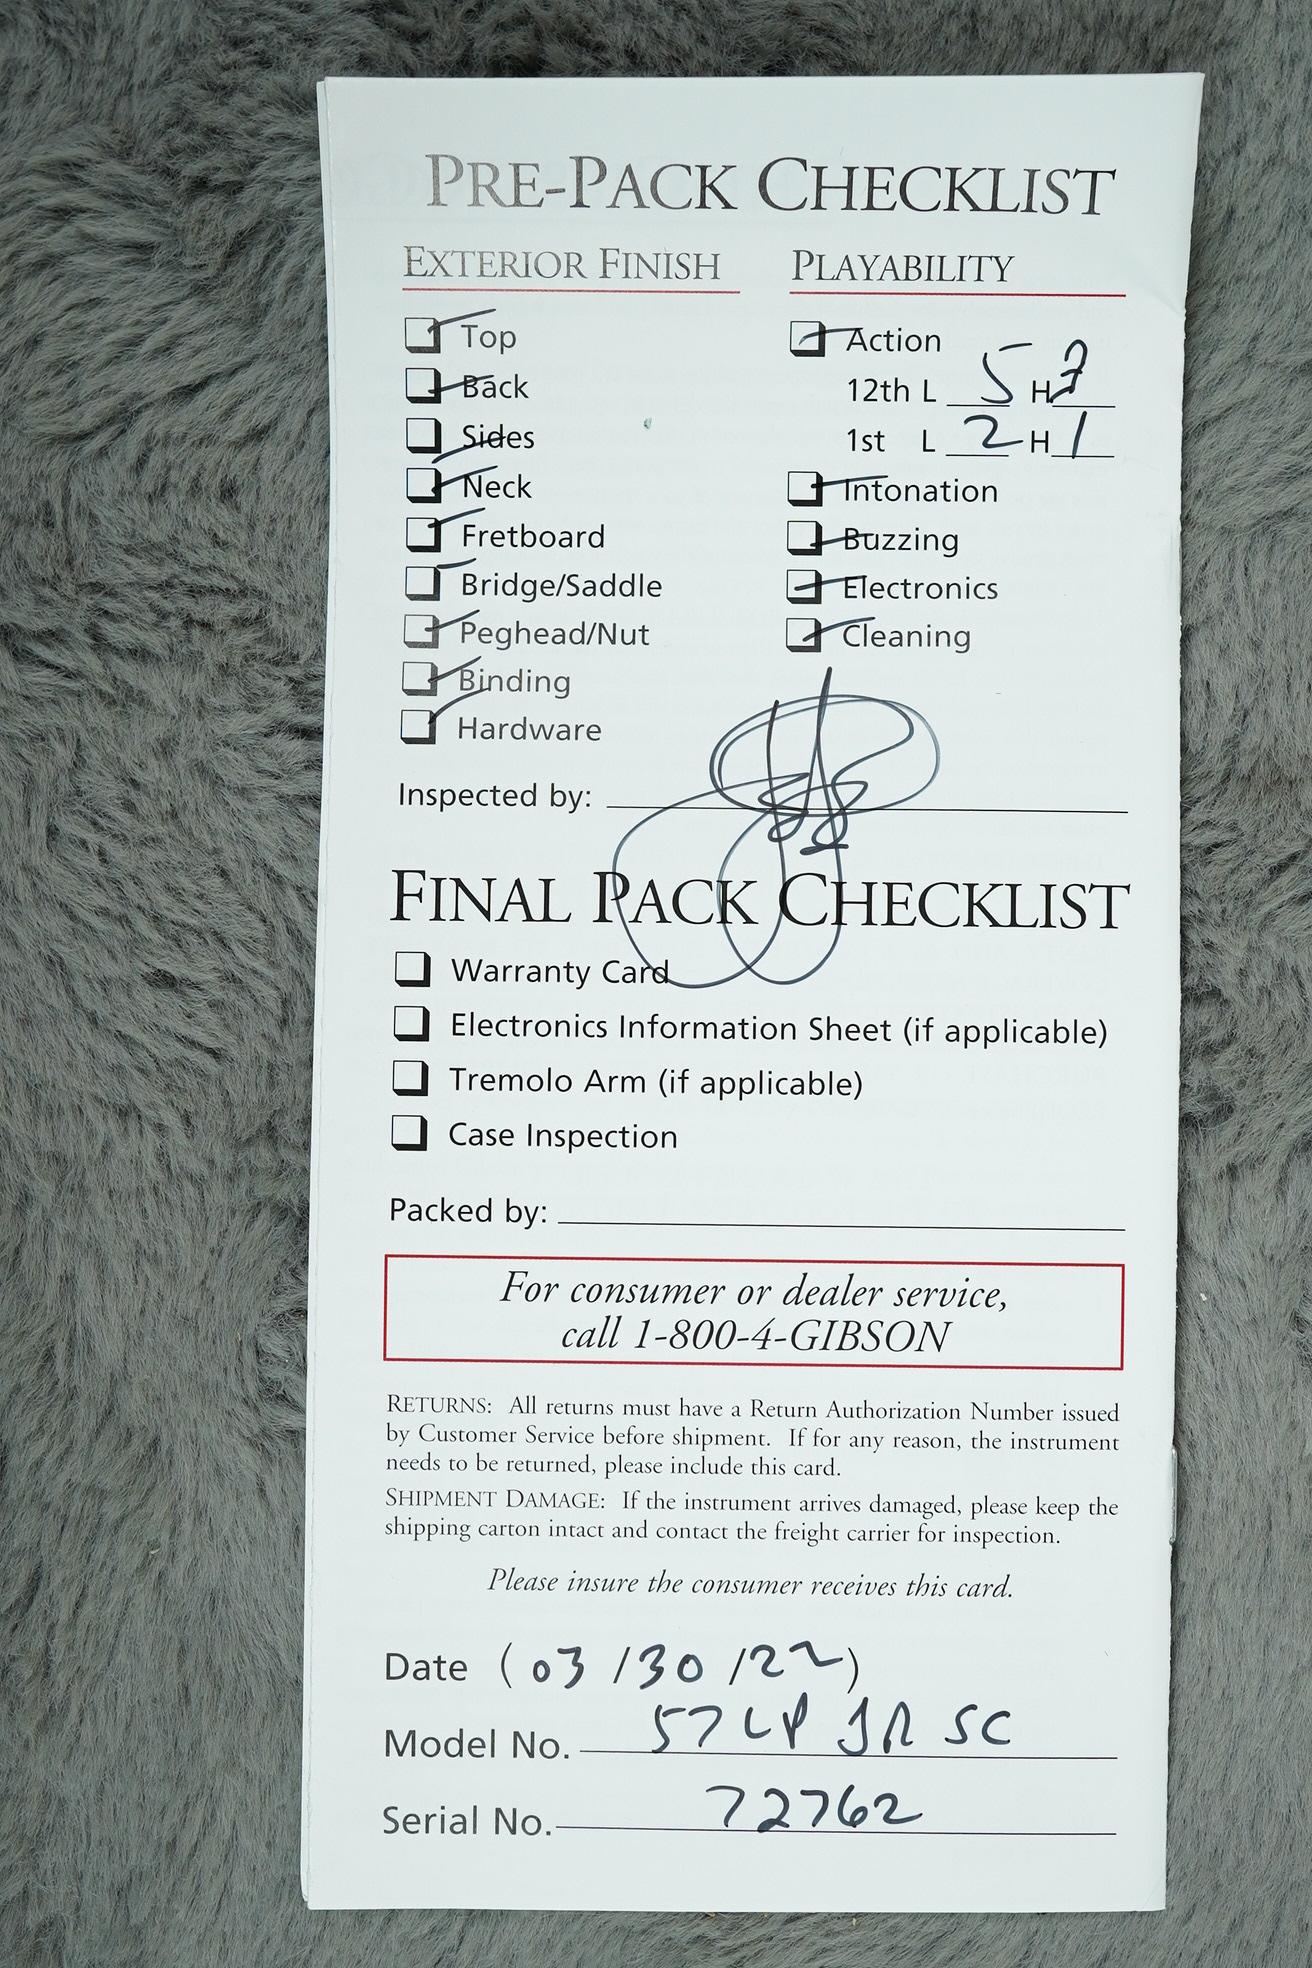 PRE-PACK CHECKLIST
EXTERIOR FINISH
Top
Back
Sides
Neck
Fretboard
Bridge/Saddle
Peghead/Nut
Binding
Hardware
PLAYABILITY
Action
12th L 5 H
1st L 2 H 1
Intonation
Buzzing
Electronics
Cleaning
Inspected by:
FINAL PACK CHECKLIST
Warranty Card
Electronics Information Sheet (if applicable)
Tremolo Arm (if applicable)
Case Inspection
Packed by:
For consumer or dealer service,
call 1-800-4-GIBSON
RETURNS: All returns must have a Return Authorization Number issued
by Customer Service before shipment. If for any reason, the instrument
needs to be returned, please include this card.
SHIPMENT DAMAGE: If the instrument arrives damaged, please keep the
shipping carton intact and contact the freight carrier for inspection.
Please insure the consumer receives this card.
Date (03/30/22)
Model No. 57 LP JR SC
Serial No. 72762